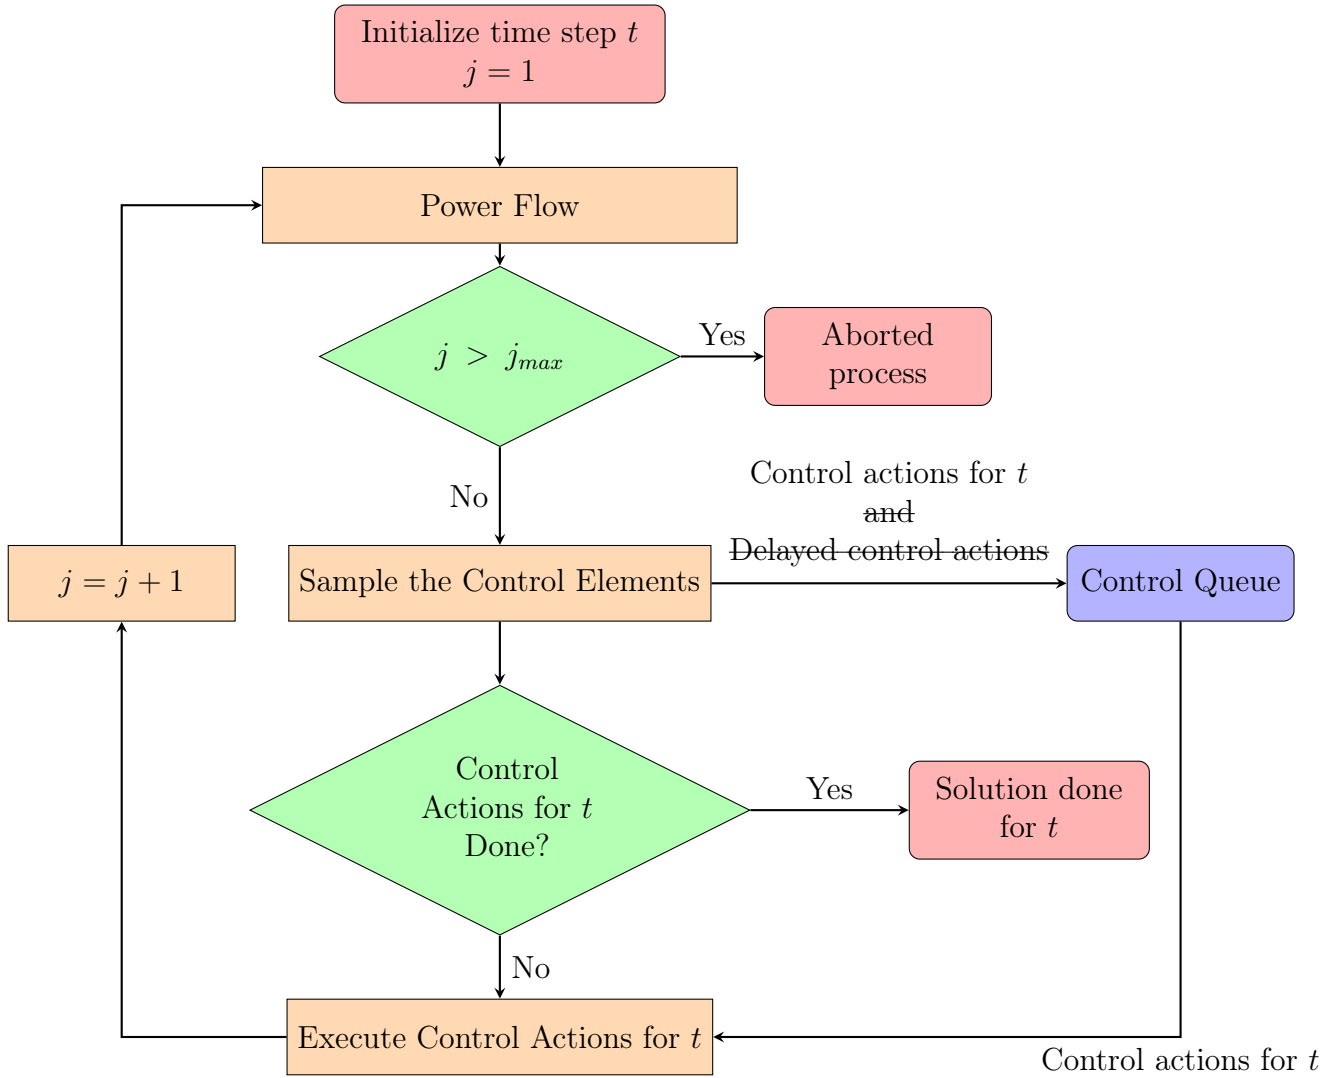 Initialize time step t
j = 1
Power Flow
j > j_max
Yes
Aborted
process
No
Control actions for t
and
Delayed control actions
j = j + 1
Sample the Control Elements
Control Queue
Control
Actions for t
Done?
Yes
Solution done
for t
No
Execute Control Actions for t
Control actions for t